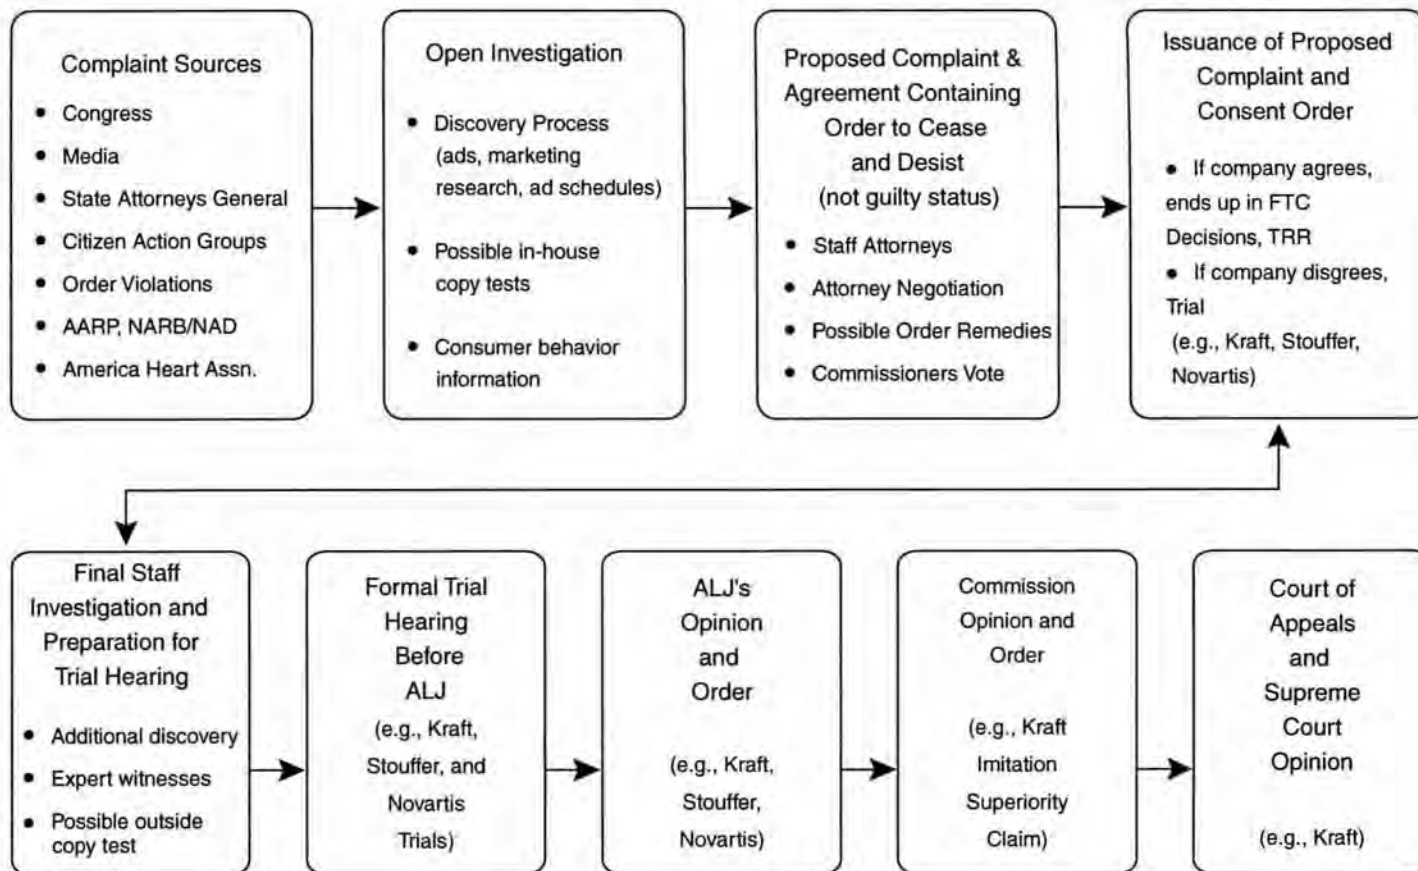 Complaint Sources
• Congress
• Media
• State Attorneys General
• Citizen Action Groups
• Order Violations
• AARP, NARB/NAD
• America Heart Assn.
Open Investigation
• Discovery Process
(ads, marketing
research, ad schedules)
• Possible in-house
copy tests
• Consumer behavior
information
Proposed Complaint &
Agreement Containing
Order to Cease
and Desist
(not guilty status)
• Staff Attorneys
• Attorney Negotiation
• Possible Order Remedies
• Commissioners Vote
Issuance of Proposed
Complaint and
Consent Order
• If company agrees,
ends up in FTC
Decisions, TRR
• If company disgrees,
Trial
(e.g., Kraft, Stouffer,
Novartis)
Final Staff
Investigation and
Preparation for
Trial Hearing
• Additional discovery
• Expert witnesses
• Possible outside
copy test
Formal Trial
Hearing
Before
ALJ
(e.g., Kraft,
Stouffer, and
Novartis
Trials)
ALJ's
Opinion
and
Order
(e.g., Kraft,
Stouffer,
Novartis)
Commission
Opinion and
Order
(e.g., Kraft
Imitation
Superiority
Claim)
Court of
Appeals
and
Supreme
Court
Opinion
(e.g., Kraft)